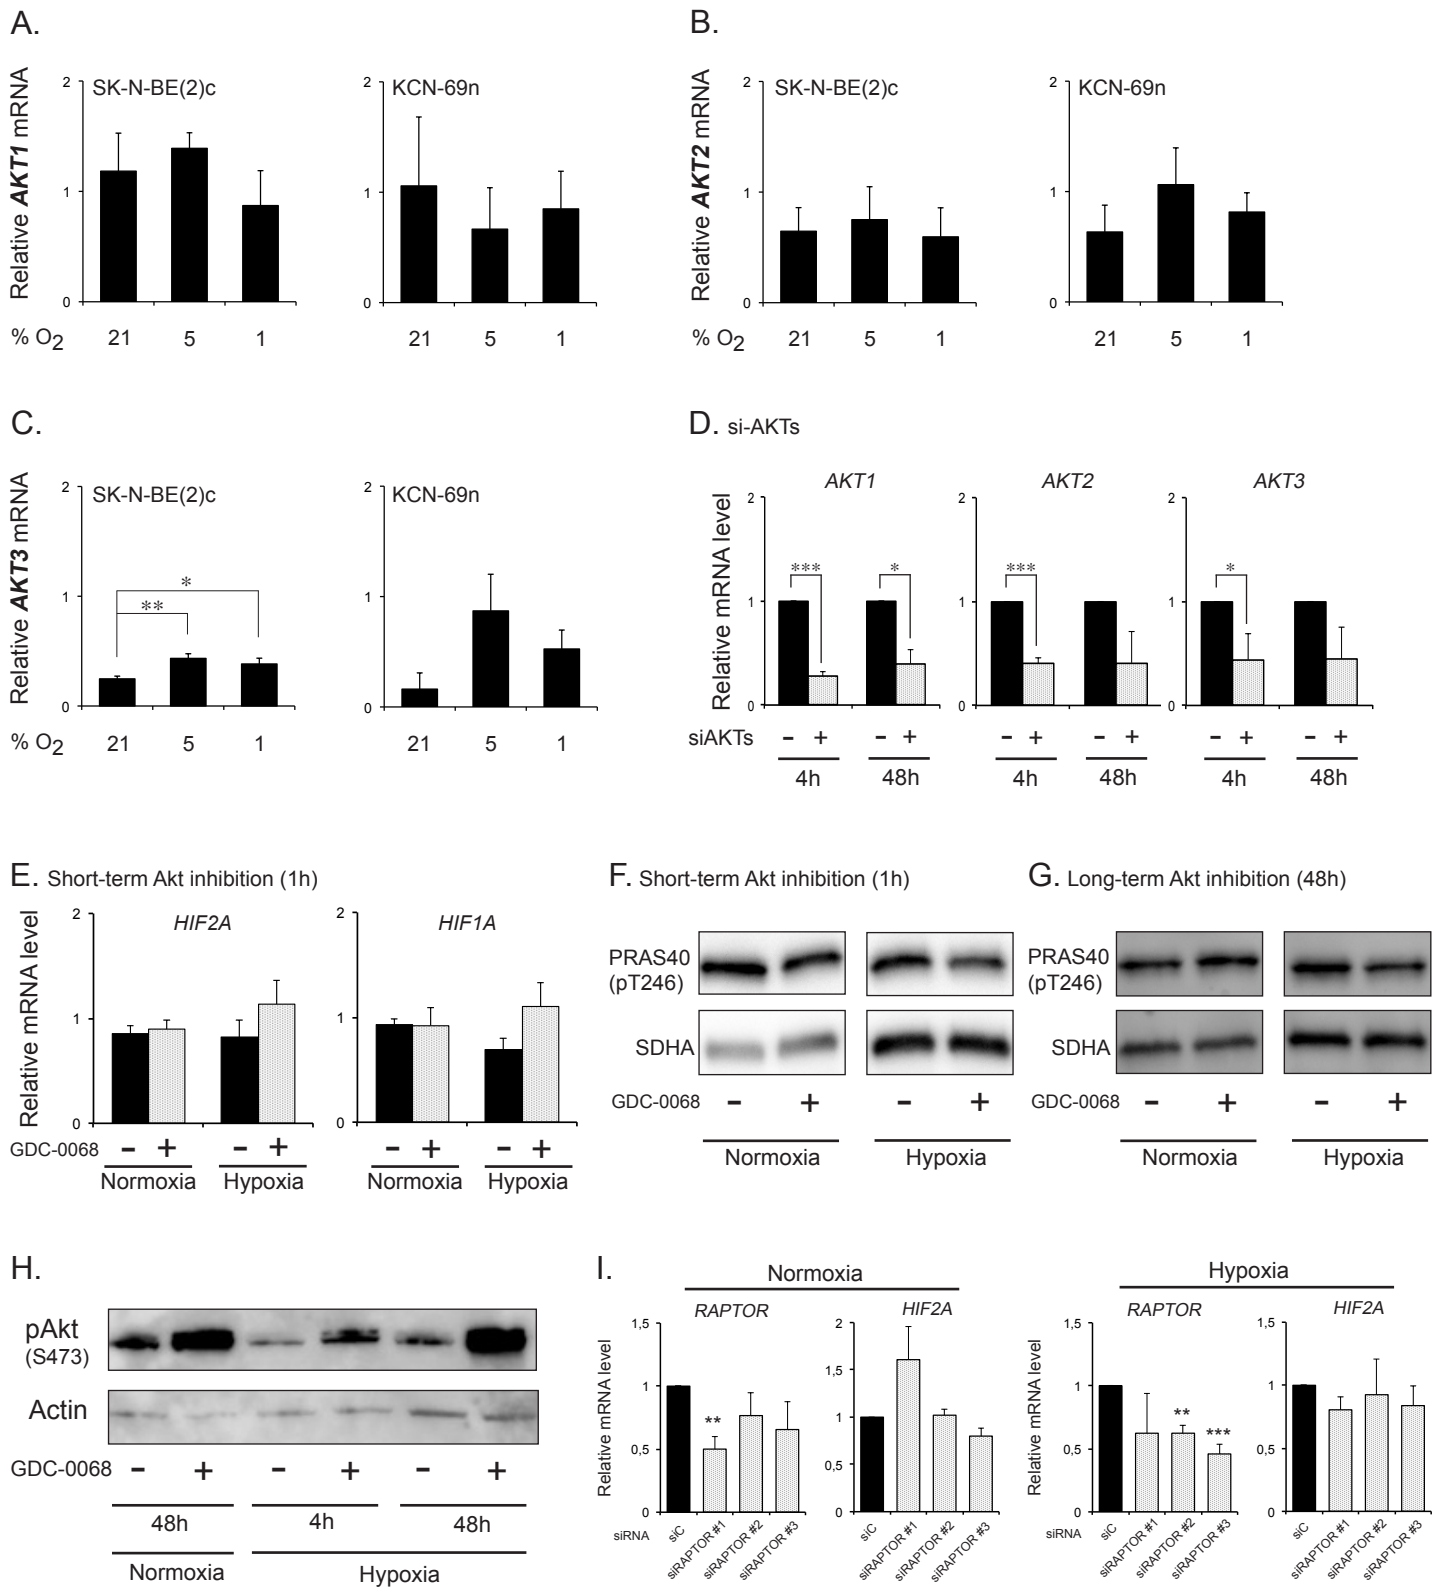 A.
Relative AKT1 mRNA
2
1
0
SK-N-BE(2)c
2
1
0
KCN-69n
% O2 21 5 1 21 5 1
B.
Relative AKT2 mRNA
2
1
0
SK-N-BE(2)c
2
1
0
KCN-69n
% O2 21 5 1 21 5 1
C.
Relative AKT3 mRNA
2
1
0
SK-N-BE(2)c
*
**
2
1
0
KCN-69n
% O2 21 5 1 21 5 1
D. si-AKTs
Relative mRNA level
AKT1
2
1
0
*** *
AKT2
2
1
0
***
AKT3
2
1
0
*
siAKTs - + - + - + - + - + - +
4h 48h 4h 48h 4h 48h
E. Short-term Akt inhibition (1h)
Relative mRNA level
HIF2A
2
1
0
HIF1A
2
1
0
GDC-0068 - + - + - + - +
Normoxia Hypoxia Normoxia Hypoxia
F. Short-term Akt inhibition (1h)
PRAS40
(pT246)
SDHA
GDC-0068 - + - +
Normoxia Hypoxia
G. Long-term Akt inhibition (48h)
PRAS40
(pT246)
SDHA
GDC-0068 - + - +
Normoxia Hypoxia
H.
pAkt
(S473)
Actin
GDC-0068 - + - + - +
48h 4h 48h
Normoxia Hypoxia
I.
Normoxia
RAPTOR
Relative mRNA level
1,5
1
0,5
0
**
HIF2A
2
1,5
1
0,5
0
siRNA siC siRAPTOR #1 siRAPTOR #2 siRAPTOR #3 siC siRAPTOR #1 siRAPTOR #2 siRAPTOR #3
Hypoxia
RAPTOR
Relative mRNA level
1,5
1
0,5
0
** ***
HIF2A
1,5
1
0,5
0
siRNA siC siRAPTOR #1 siRAPTOR #2 siRAPTOR #3 siC siRAPTOR #1 siRAPTOR #2 siRAPTOR #3